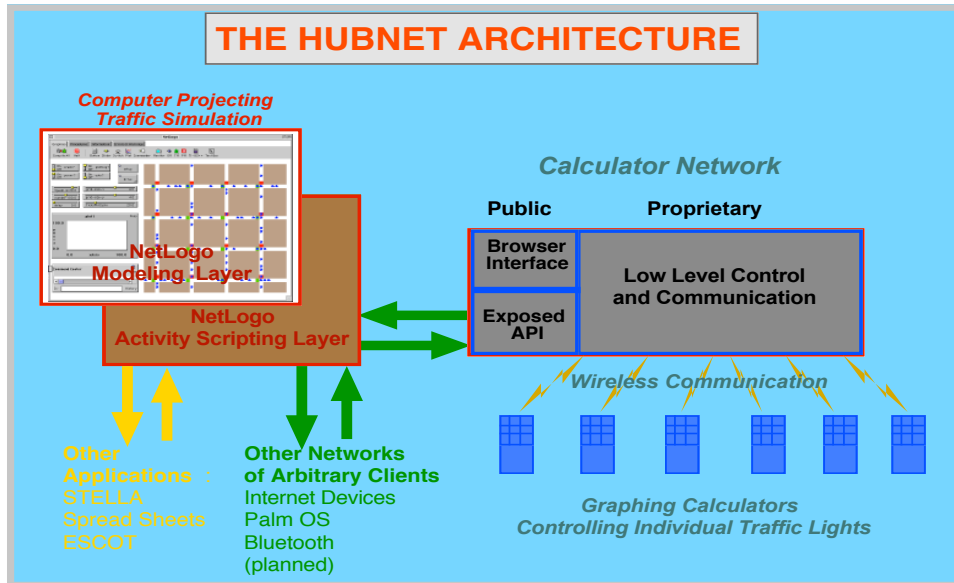 THE HUBNET ARCHITECTURE
Computer Projecting
Traffic Simulation
NetLogo
Modeling Layer
NetLogo
Activity Scripting Layer
Calculator Network
Public
Proprietary
Browser
Interface
Exposed
API
Low Level Control
and Communication
Wireless Communication
Graphing Calculators
Controlling Individual Traffic Lights
Other
Applications :
STELLA
Spread Sheets
ESCOT
Other Networks
of Arbitrary Clients
Internet Devices
Palm OS
Bluetooth
(planned)